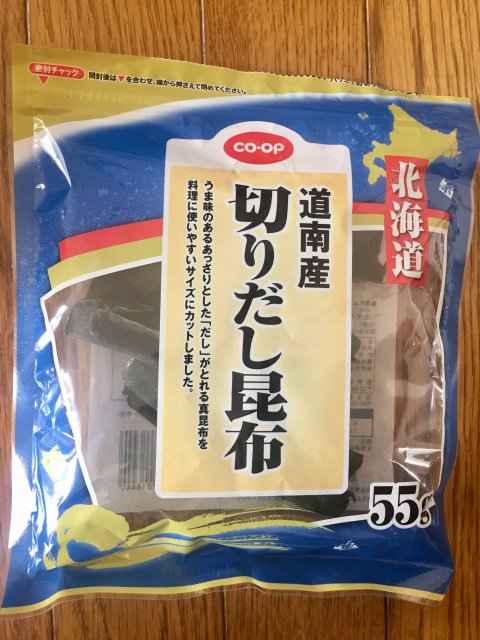 密封チャック
開封後は▼を合わせ、端から押さえて閉めてください。
CO·OP
北海道
道南産
切りだし昆布
うま味のあるあっさりとした「だし」がとれる真昆布を
料理に使いやすいサイズにカットしました。
55g